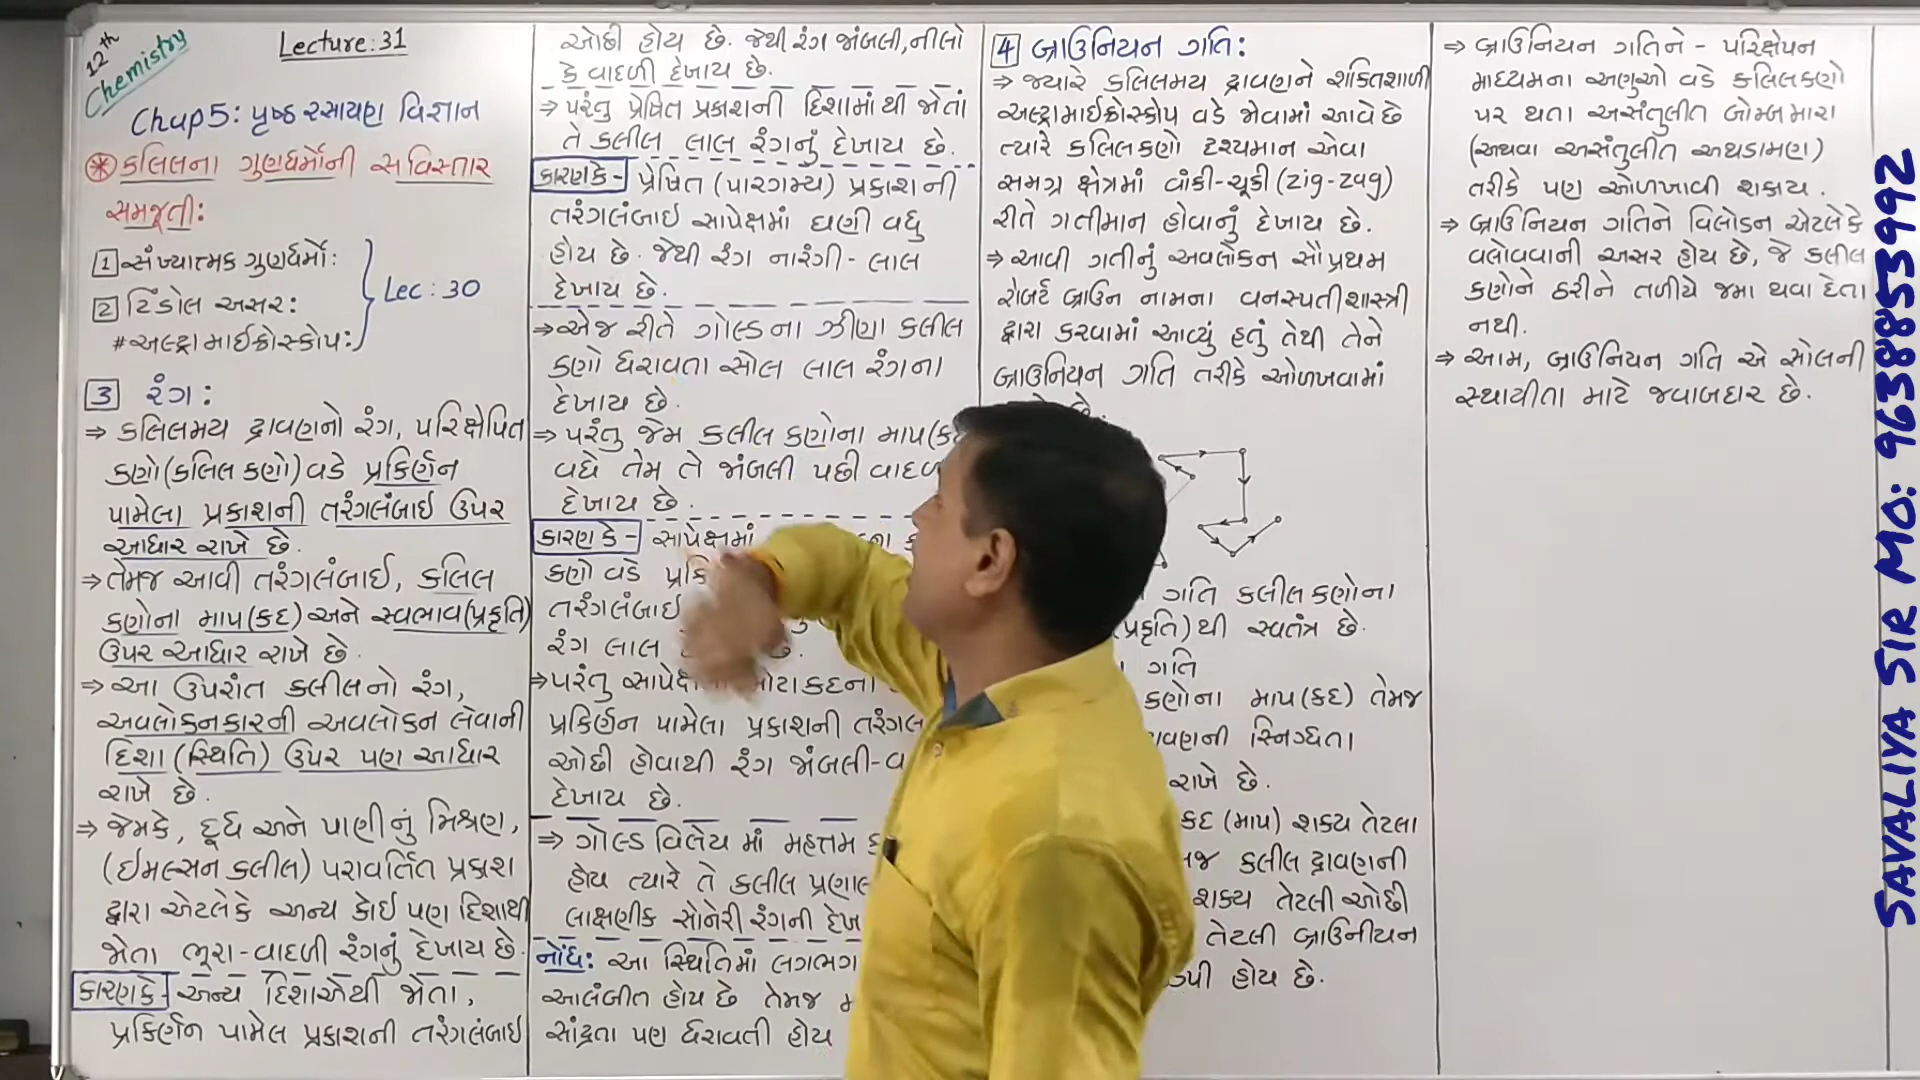 12th
Chemistry
Lecture: 31
Chap 5: પૃષ્ઠ રસાયણ વિજ્ઞાન
* કલિલના ગુણધર્મોની સવિસ્તાર
સમજૂતી:
1 સંખ્યાત્મક ગુણધર્મો:
2 ટિંડોલ અસર:
# અલ્ટ્રામાઈક્રોસ્કોપ:
Lec: 30
3 રંગ:
⇒ કલિલમય દ્રાવણનો રંગ, પરિક્ષેપિત
કણો(કલિલ કણો) વડે પ્રકિર્ણન
પામેલા પ્રકાશની તરંગલંબાઈ ઉપર
આધાર રાખે છે.
⇒ તેમજ આવી તરંગલંબાઈ, કલિલ
કણોના માપ(કદ) અને સ્વભાવ(પ્રકૃતિ)
ઉપર આધાર રાખે છે.
⇒ આ ઉપરાંત કલીલનો રંગ,
અવલોકનકારની અવલોકન લેવાની
દિશા (સ્થિતિ) ઉપર પણ આધાર
રાખે છે.
⇒ જેમકે, દૂધ અને પાણીનું મિશ્રણ,
(ઈમલ્સન કલીલ) પરાવર્તિત પ્રકાશ
દ્વારા એટલેકે અન્ય કોઈ પણ દિશાથી
જોતા ભૂરા-વાદળી રંગનું દેખાય છે.
કારણકે- અન્ય દિશાએથી જોતા,
પ્રકિર્ણન પામેલ પ્રકાશની તરંગલંબાઈ
ઓછી હોય છે. જેથી રંગ જાંબલી,નીલો
કે વાદળી દેખાય છે.
⇒ પરંતુ પ્રેષિત પ્રકાશની દિશામાંથી જોતાં
તે કલીલ લાલ રંગનું દેખાય છે.
કારણકે- પ્રેષિત (પારગમ્ય) પ્રકાશની
તરંગલંબાઈ સાપેક્ષમાં ઘણી વધુ
હોય છે. જેથી રંગ નારંગી- લાલ
દેખાય છે.
⇒ એજ રીતે ગોલ્ડના ઝીણા કલીલ
કણો ધરાવતા સોલ લાલ રંગના
દેખાય છે.
⇒ પરંતુ જેમ કલીલ કણોના માપ
વધે તેમ તે જાંબલી પછી
દેખાય છે.
કારણ કે- સાપેક્ષમાં
કણો વડે
તરંગલંબાઈ
રંગ લાલ
⇒ પરંતુ મોટાકદના
પ્રકિર્ણન પામેલા પ્રકાશની
ઓછી હોવાથી રંગ જાંબલી-
દેખાય છે.
⇒ ગોલ્ડ વિલેય માં મહત્તમ
હોય ત્યારે તે કલીલ
લાક્ષણીક સોનેરી રંગની
નોંધ: આ સ્થિતિમાં લગભગ
આલંબીત હોય છે તેમજ
સાંદ્રતા પણ ધરાવતી હોય
4 બ્રાઉનિયન ગતિ:
⇒ જ્યારે કલિલમય દ્રાવણને શક્તિશાળી
અલ્ટ્રામાઈક્રોસ્કોપ વડે જોવામાં આવે છે
ત્યારે કલિલકણો દૃશ્યમાન એવા
સમગ્ર ક્ષેત્રમાં વાંકી-ચૂકી(zig-zag)
રીતે ગતીમાન હોવાનું દેખાય છે.
⇒ આવી ગતીનું અવલોકન સૌ પ્રથમ
રોબર્ટ બ્રાઉન નામના વનસ્પતીશાસ્ત્રી
દ્વારા કરવામાં આવ્યું હતું તેથી તેને
બ્રાઉનિયન ગતિ તરીકે ઓળખવામાં
છે.
ગતિ કલીલકણોના
(પ્રકૃતિ) થી સ્વતંત્ર છે.
ગતિ
કણોના માપ(કદ) તેમજ
સ્નિગ્ધતા
રાખે છે.
કદ (માપ) શક્ય તેટલા
કલીલ દ્રાવણની
શક્ય તેટલી ઓછી
તેટલી બ્રાઉનીયન
હોય છે.
⇒ બ્રાઉનિયન ગતિને - પરિક્ષેપન
માધ્યમના અણુઓ વડે કલિલકણો
પર થતા અસંતુલીત બોમ્બમારા
(અથવા અસંતુલીત અથડામણ)
તરીકે પણ ઓળખાવી શકાય.
⇒ બ્રાઉનિયન ગતિને વિલોડન એટલેકે
વલોવવાની અસર હોય છે, જે કલીલ
કણોને ઠરીને તળીયે જમા થવા દેતા
નથી.
⇒ આમ, બ્રાઉનિયન ગતિ એ સોલની
સ્થાયીતા માટે જવાબદાર છે.
SAVALIYA SIR MO: 9638853992